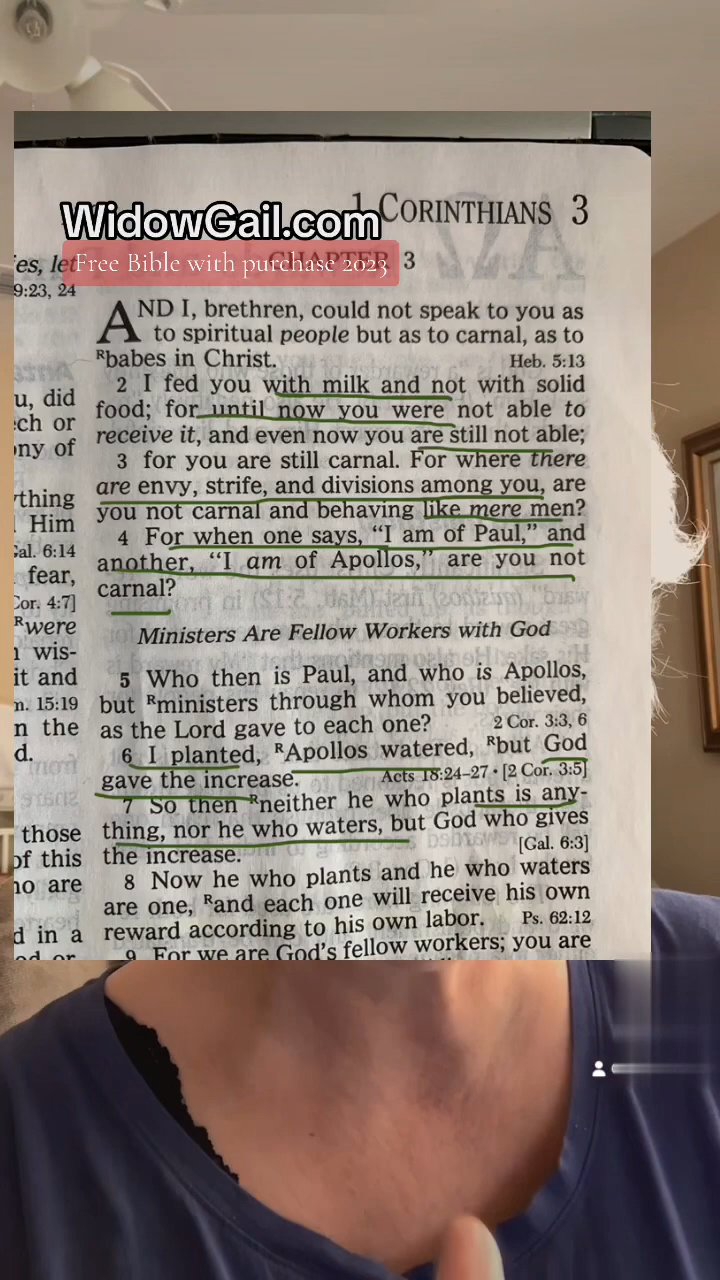 WidowGail.com
Free Bible with purchase 2023
1 CORINTHIANS 3
CHAPTER 3
es, let
9:23, 24
u, did
ch or
ny of
thing
Him
Gal. 6:14
fear,
Cor. 4:7]
Rwere
wis-
it and
m. 15:19
n the
d.
those
of this
ho are
d in a
AND I, brethren, could not speak to you as
to spiritual people but as to carnal, as to
Rbabes in Christ. Heb. 5:13
2 I fed you with milk and not with solid
food; for until now you were not able to
receive it, and even now you are still not able;
3 for you are still carnal. For where there
are envy, strife, and divisions among you, are
you not carnal and behaving like mere men?
4 For when one says, “I am of Paul,” and
another, “I am of Apollos,” are you not
carnal?
Ministers Are Fellow Workers with God
5 Who then is Paul, and who is Apollos,
but Rministers through whom you believed,
as the Lord gave to each one? 2 Cor. 3:3, 6
6 I planted, RApollos watered, Rbut God
gave the increase. Acts 18:24–27 • [2 Cor. 3:5]
7 So then Rneither he who plants is any-
thing, nor he who waters, but God who gives
the increase. [Gal. 6:3]
8 Now he who plants and he who waters
are one, Rand each one will receive his own
reward according to his own labor. Ps. 62:12
9 For we are God’s fellow workers; you are